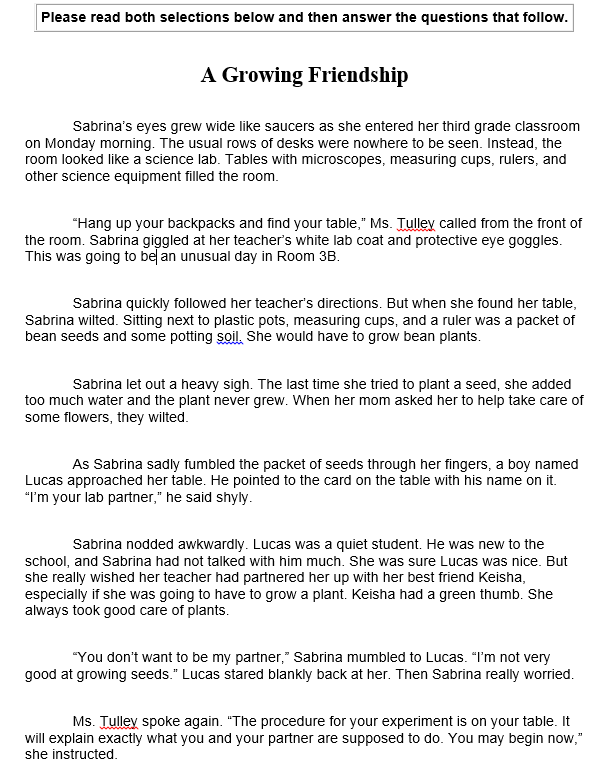 Please read both selections below and then answer the questions that follow.
A Growing Friendship
Sabrina’s eyes grew wide like saucers as she entered her third grade classroom
on Monday morning. The usual rows of desks were nowhere to be seen. Instead, the
room looked like a science lab. Tables with microscopes, measuring cups, rulers, and
other science equipment filled the room.
“Hang up your backpacks and find your table,” Ms. Tulley called from the front of
the room. Sabrina giggled at her teacher’s white lab coat and protective eye goggles.
This was going to be an unusual day in Room 3B.
Sabrina quickly followed her teacher’s directions. But when she found her table,
Sabrina wilted. Sitting next to plastic pots, measuring cups, and a ruler was a packet of
bean seeds and some potting soil. She would have to grow bean plants.
Sabrina let out a heavy sigh. The last time she tried to plant a seed, she added
too much water and the plant never grew. When her mom asked her to help take care of
some flowers, they wilted.
As Sabrina sadly fumbled the packet of seeds through her fingers, a boy named
Lucas approached her table. He pointed to the card on the table with his name on it.
“I’m your lab partner,” he said shyly.
Sabrina nodded awkwardly. Lucas was a quiet student. He was new to the
school, and Sabrina had not talked with him much. She was sure Lucas was nice. But
she really wished her teacher had partnered her up with her best friend Keisha,
especially if she was going to have to grow a plant. Keisha had a green thumb. She
always took good care of plants.
“You don’t want to be my partner,” Sabrina mumbled to Lucas. “I’m not very
good at growing seeds.” Lucas stared blankly back at her. Then Sabrina really worried.
Ms. Tulley spoke again. “The procedure for your experiment is on your table. It
will explain exactly what you and your partner are supposed to do. You may begin now,”
she instructed.